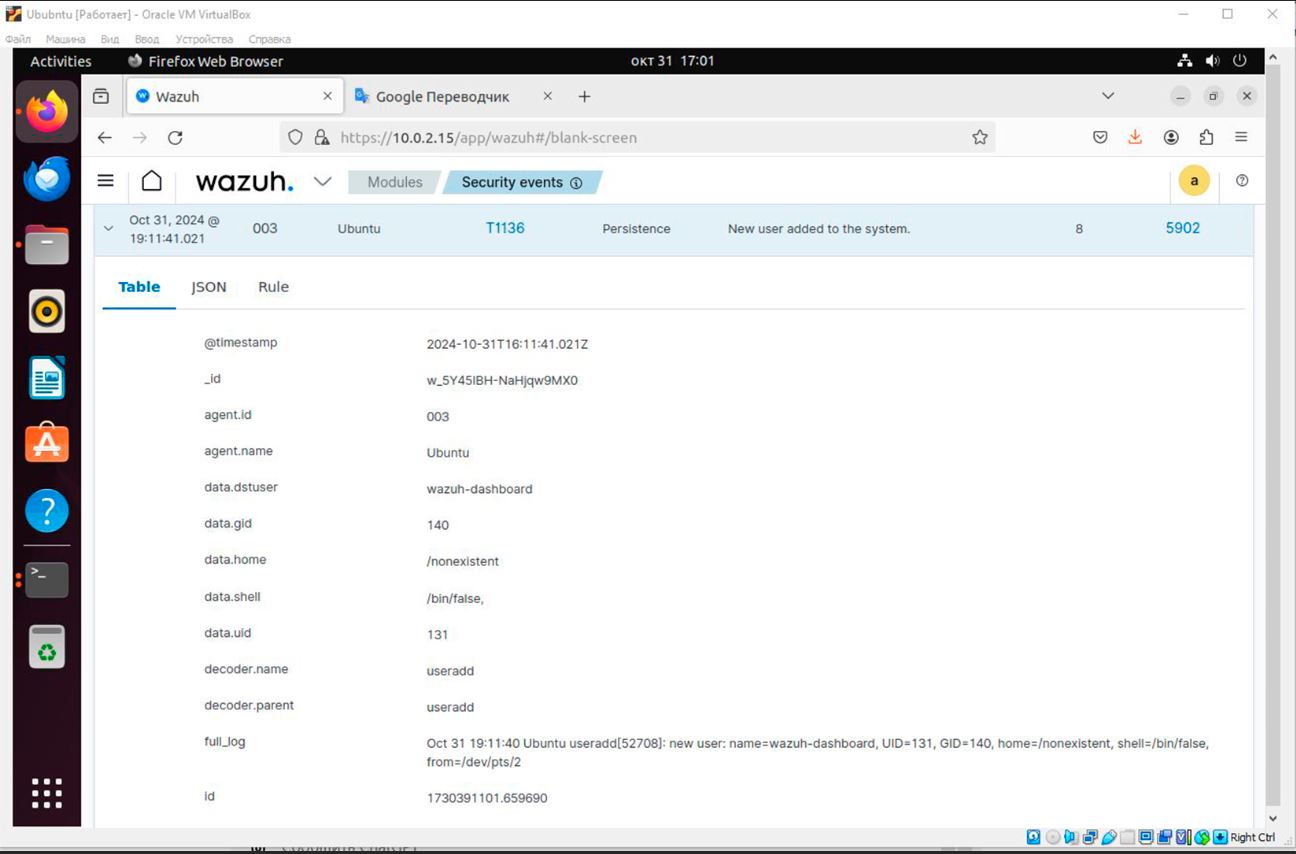 Ububntu [Работает] - Oracle VM VirtualBox
Файл Машина Вид Ввод Устройства Справка
Activities Firefox Web Browser окт 31 17:01
Wazuh Google Переводчик
https://10.0.2.15/app/wazuh#/blank-screen
wazuh. Modules Security events a
Oct 31, 2024 @
19:11:41.021 003 Ubuntu T1136 Persistence New user added to the system. 8 5902
Table JSON Rule
@timestamp 2024-10-31T16:11:41.021Z
_id w_5Y45IBH-NaHjqw9MX0
agent.id 003
agent.name Ubuntu
data.dstuser wazuh-dashboard
data.gid 140
data.home /nonexistent
data.shell /bin/false,
data.uid 131
decoder.name useradd
decoder.parent useradd
full_log Oct 31 19:11:40 Ubuntu useradd[52708]: new user: name=wazuh-dashboard, UID=131, GID=140, home=/nonexistent, shell=/bin/false,
from=/dev/pts/2
id 1730391101.659690
Right Ctrl